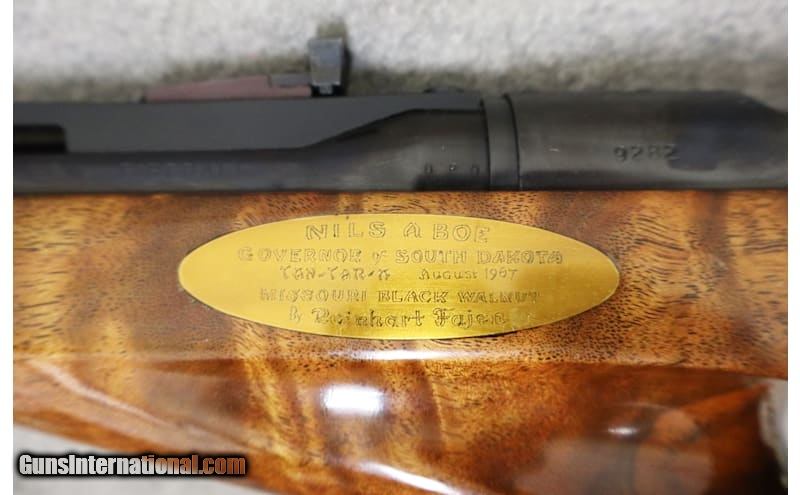 9282
NILS A BOE
GOVERNOR of SOUTH DAKOTA
TAN-TAR-A August 1967
MISSOURI BLACK WALNUT
by Reinhart Fajen
GunsInternational.com